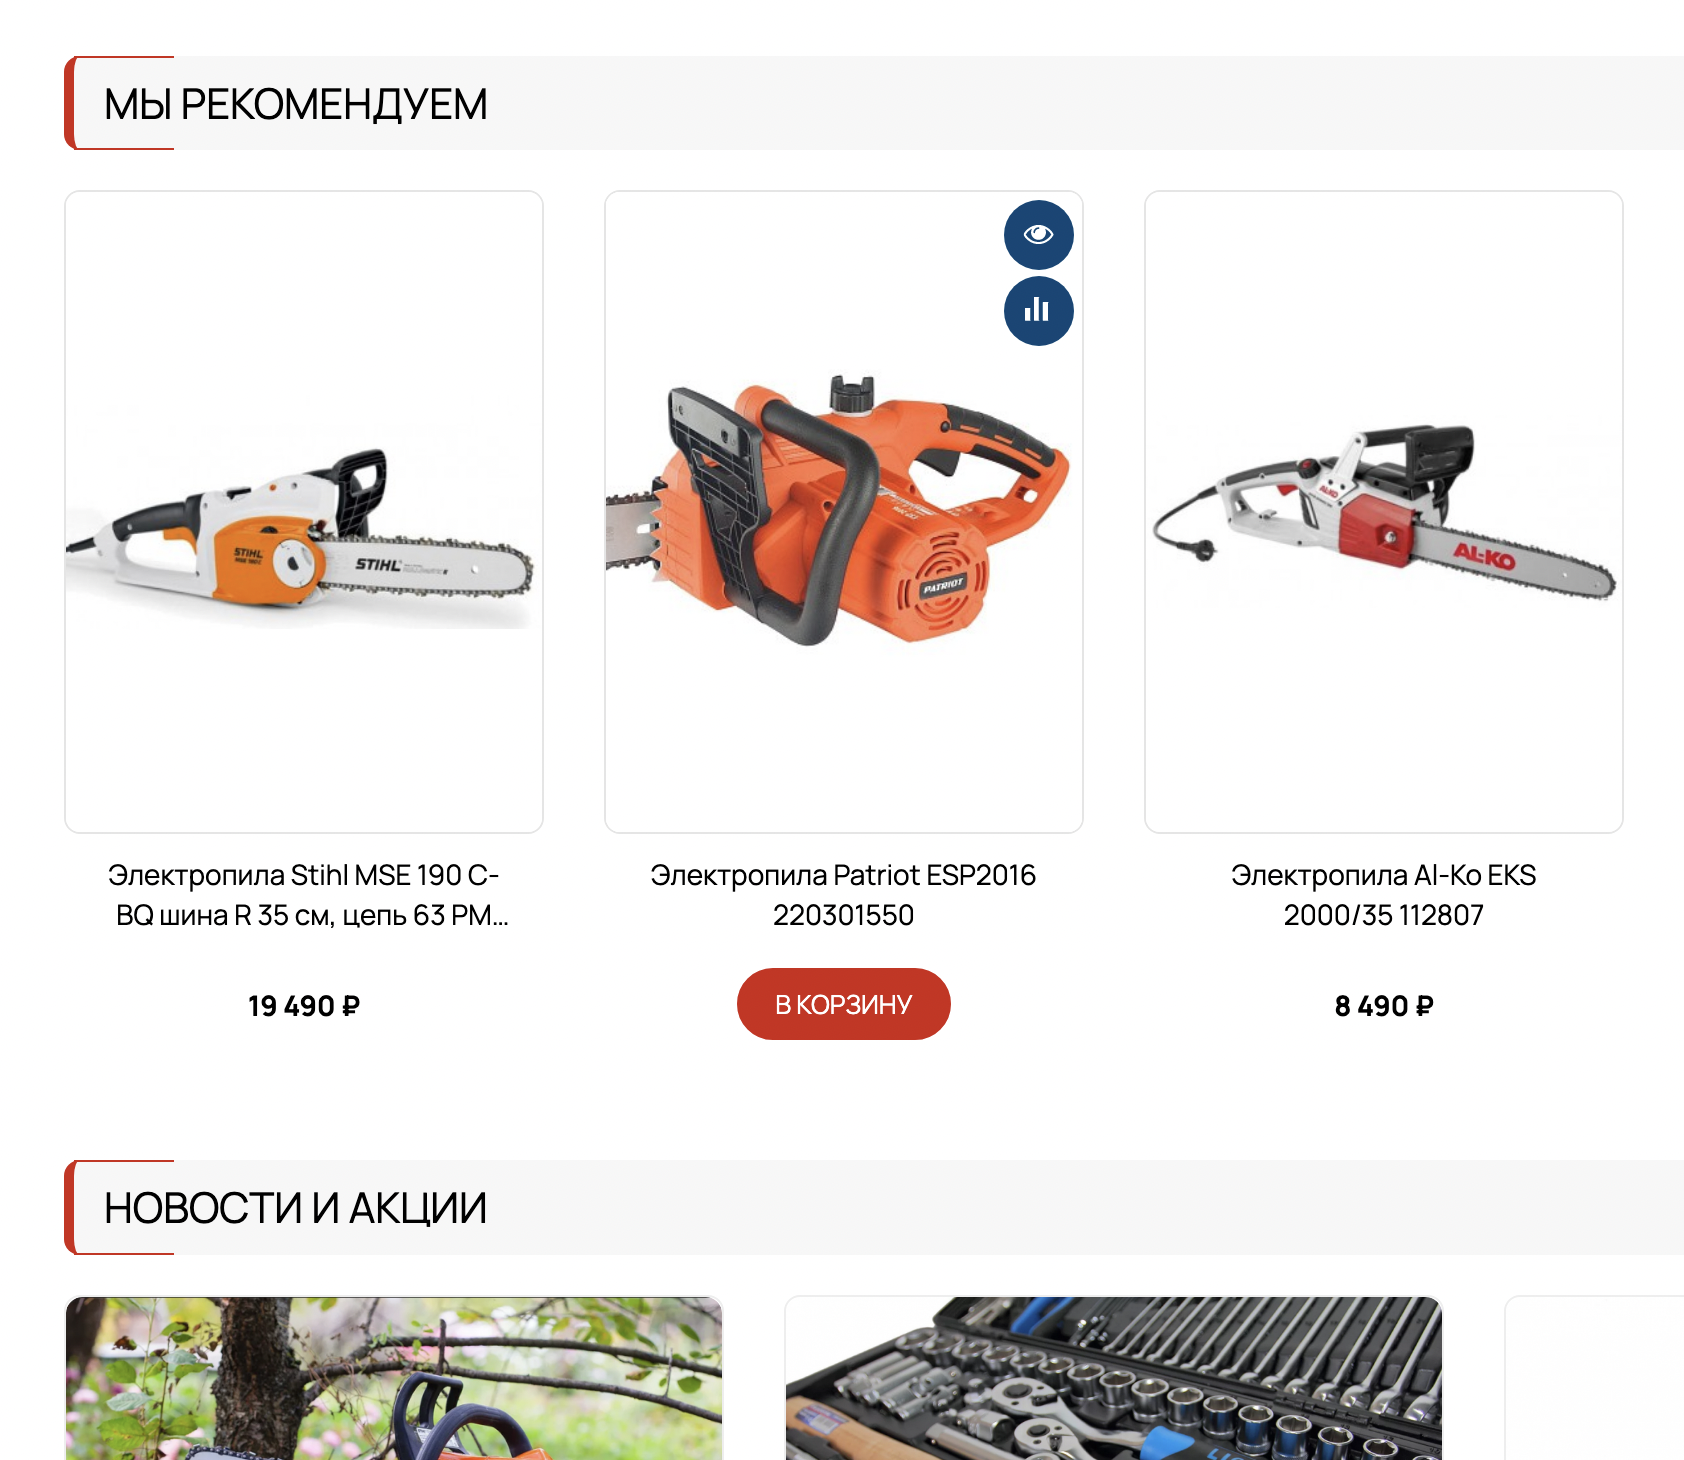 МЫ РЕКОМЕНДУЕМ
STIHL
STIHL
PATRIOT
AL-KO
AL-KO
Электропила Stihl MSE 190 C-
BQ шина R 35 см, цепь 63 PM...
Электропила Patriot ESP2016
220301550
Электропила Al-Ko EKS
2000/35 112807
19 490 ₽
В КОРЗИНУ
8 490 ₽
НОВОСТИ И АКЦИИ